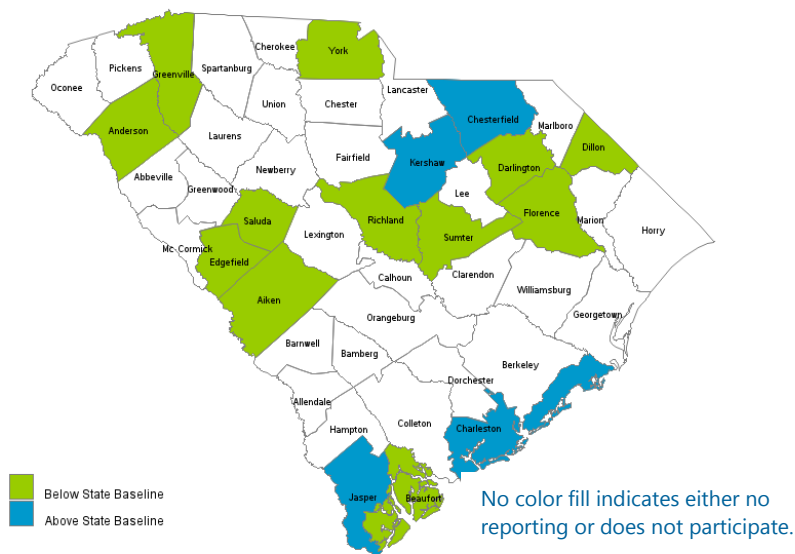 Cherokee
York
Spartanburg
Pickens
Greenville
Oconee
Lancaster
Union
Chester
Chesterfield
Marlboro
Anderson
Laurens
Dillon
Fairfield
Kershaw
Darlington
Abbeville
Newberry
Greenwood
Lee
Florence
Saluda
Richland
Marion
Lexington
Sumter
Horry
Mc Cormick
Edgefield
Clarendon
Calhoun
Williamsburg
Aiken
Orangeburg
Georgetown
Barnwell
Bamberg
Berkeley
Dorchester
Allendale
Colleton
Hampton
Charleston
Jasper
Beaufort
Below State Baseline
Above State Baseline
No color fill indicates either no
reporting or does not participate.